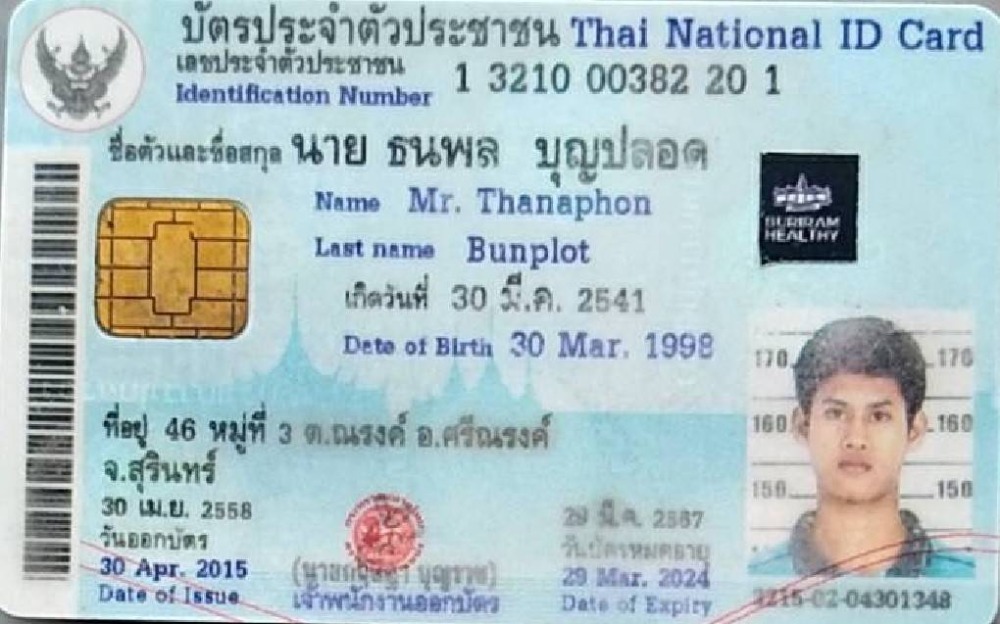 บัตรประจำตัวประชาชน Thai National ID Card
เลขประจำตัวประชาชน
Identification Number 1 3210 00382 20 1
ชื่อตัวและชื่อสกุล นาย ธนพล บุญปลอด
Name Mr. Thanaphon
Last name Bunplot
BURIRAM
HEALTHY
เกิดวันที่ 30 มี.ค. 2541
Date of Birth 30 Mar. 1998
170 170
160 160
150 150
ที่อยู่ 46 หมู่ที่ 3 ต.ณรงค์ อ.ศรีณรงค์
จ.สุรินทร์
30 เม.ย. 2558
วันออกบัตร
30 Apr. 2015
Date of Issue
เจ้าพนักงานออกบัตร
29 มี.ค. 2567
วันบัตรหมดอายุ
29 Mar. 2024
Date of Expiry
3215-02-04301348